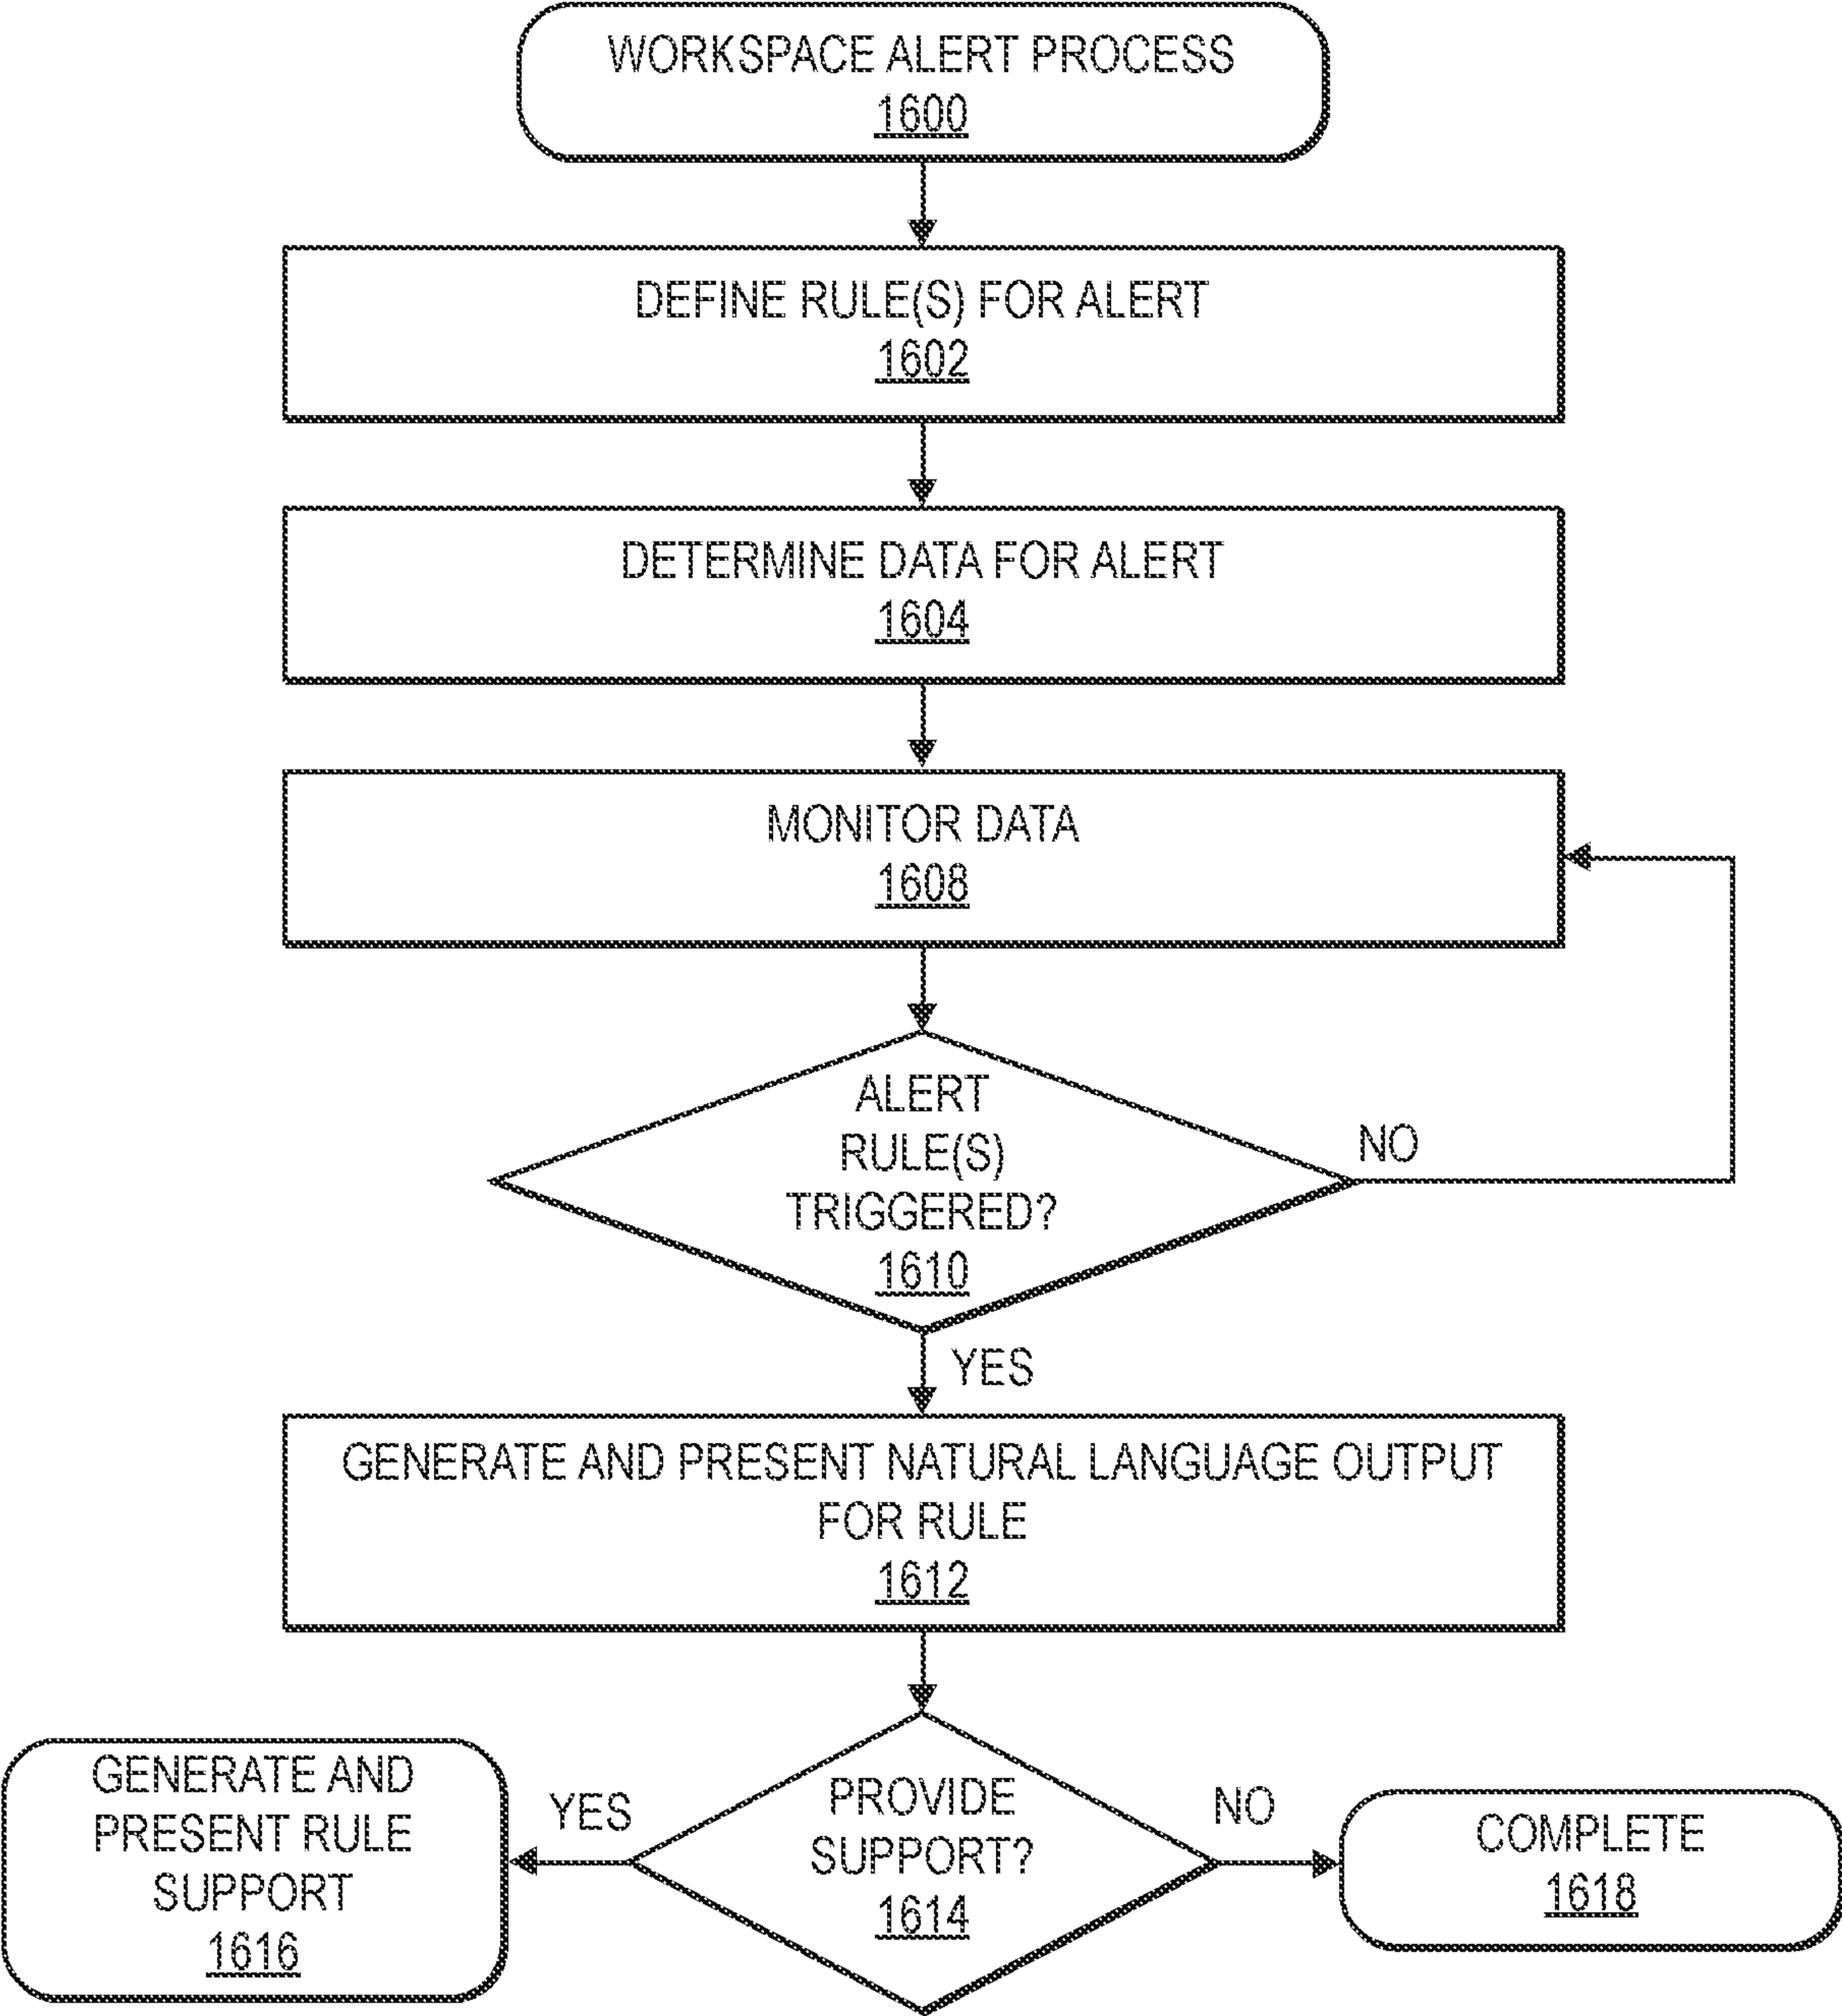 WORKSPACE ALERT PROCESS
1600
DEFINE RULE(S) FOR ALERT
1602
DETERMINE DATA FOR ALERT
1604
MONITOR DATA
1608
ALERT
RULE(S)
TRIGGERED?
1610
NO
YES
GENERATE AND PRESENT NATURAL LANGUAGE OUTPUT
FOR RULE
1612
GENERATE AND
PRESENT RULE
SUPPORT
1616
YES
PROVIDE
SUPPORT?
1614
NO
COMPLETE
1618